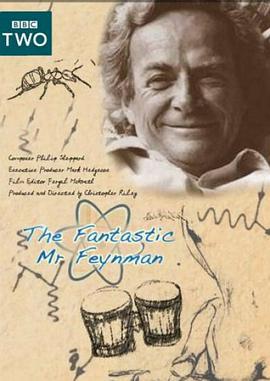 BBC
TWO
Composer Philip Sheppard
Executive Producer Mark Hedgecoe
Film Editor Fergal McGrath
Produced and Directed by Christopher Riley
The Fantastic
Mr Feynman